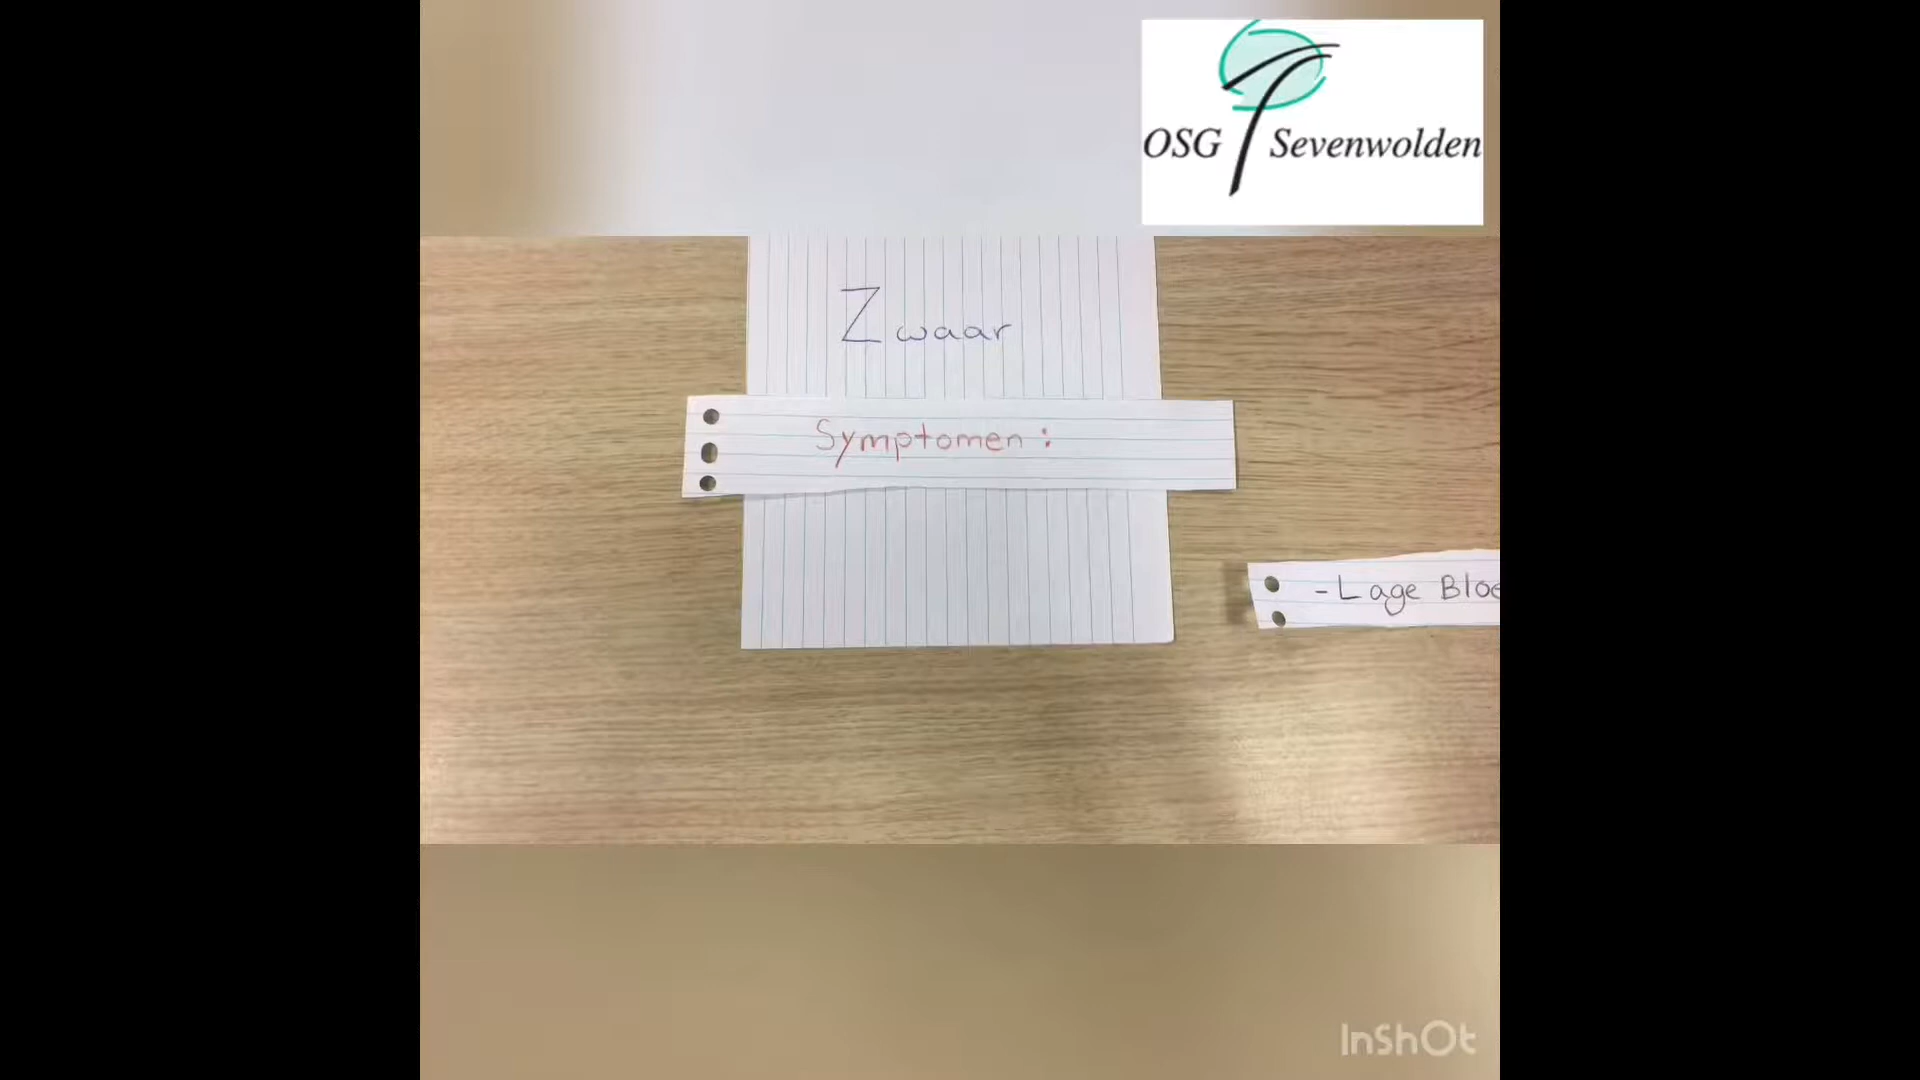 OSG Sevenwolden
Zwaar
Symptomen:
- Lage
InShOt